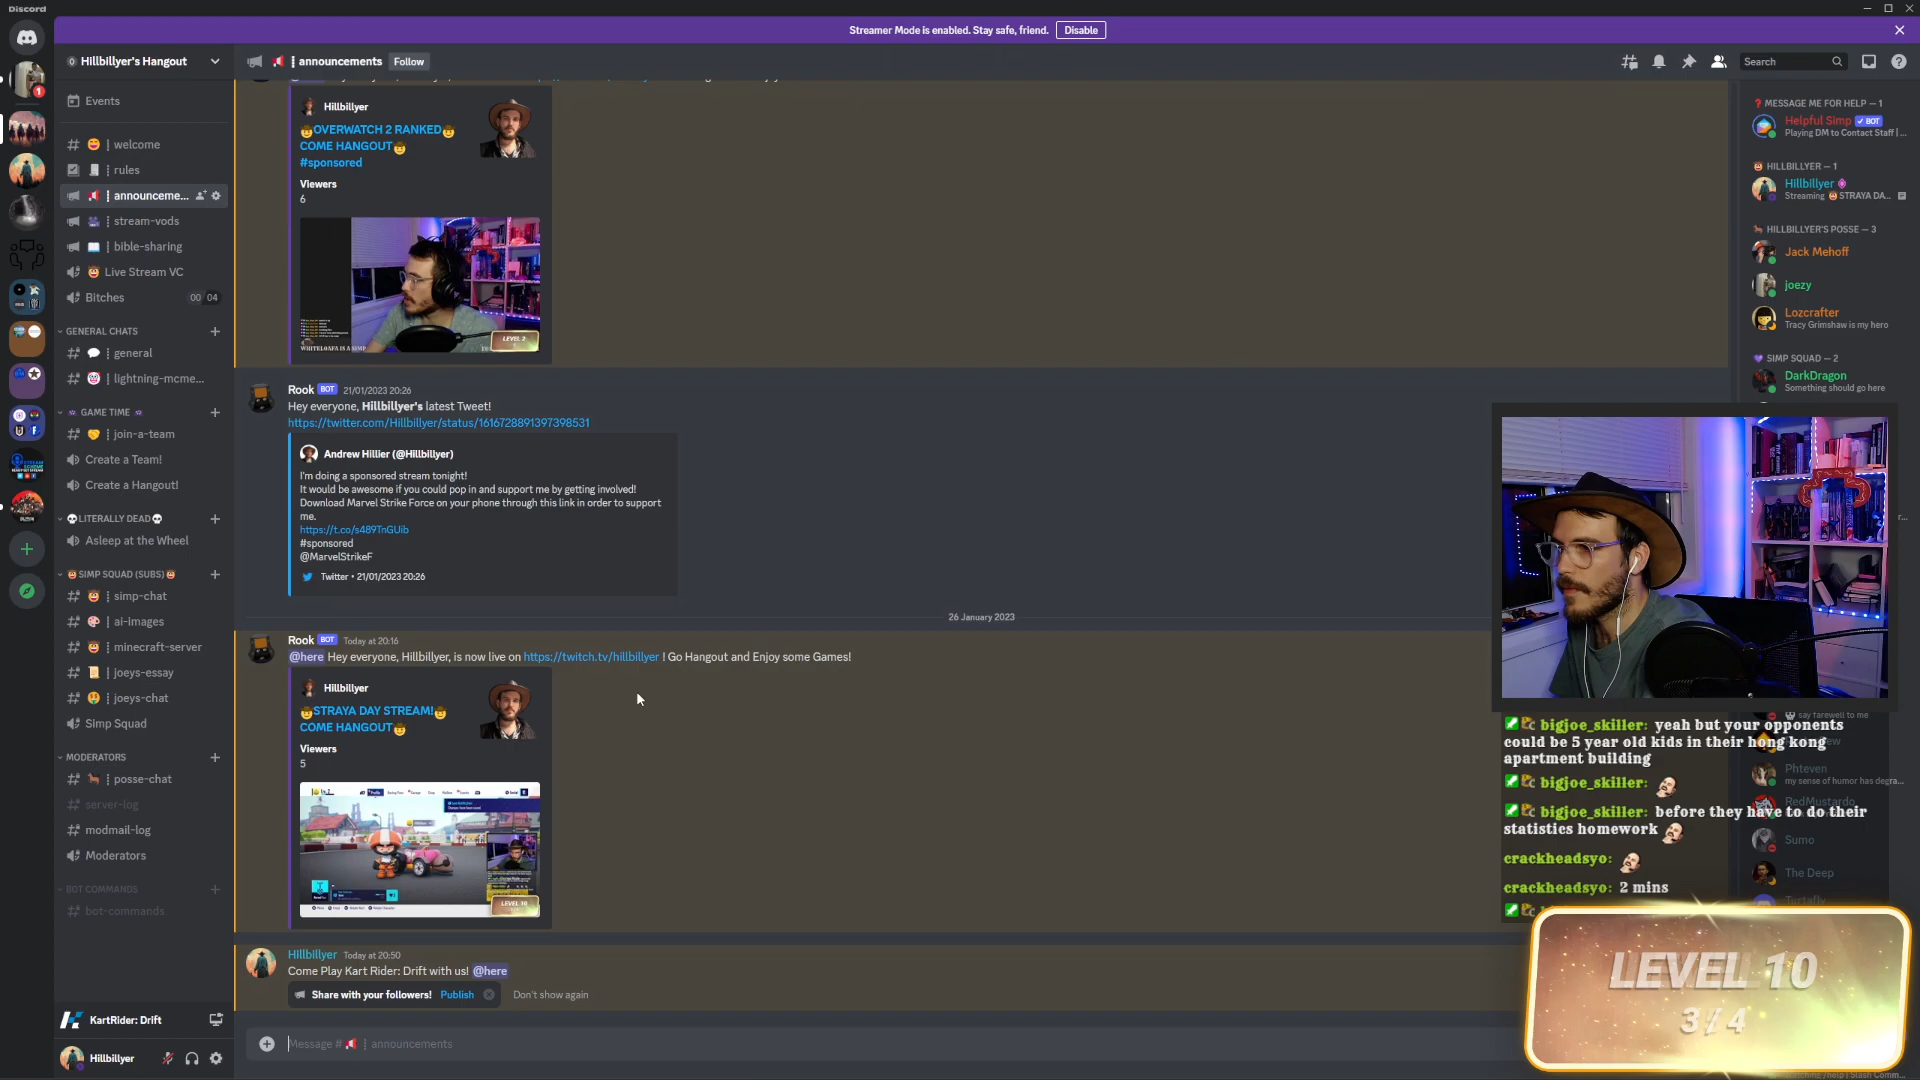 Discord
Streamer Mode is enabled. Stay safe, friend.
Disable
Hillbillyer's Hangout
announcements
Follow
Search
Events
welcome
rules
announceme...
stream-vods
bible-sharing
Live Stream VC
Bitches
00 04
GENERAL CHATS
general
lightning-mcme...
GAME TIME
join-a-team
Create a Team!
Create a Hangout!
LITERALLY DEAD
Asleep at the Wheel
SIMP SQUAD (SUBS)
simp-chat
ai-images
minecraft-server
joeys-essay
joeys-chat
Simp Squad
MODERATORS
posse-chat
server-log
modmail-log
Moderators
BOT COMMANDS
bot-commands
KartRider: Drift
Hillbillyer
Hillbillyer
OVERWATCH 2 RANKED
COME HANGOUT
#sponsored
Viewers
6
LEVEL 2
Rook BOT 21/01/2023 20:26
Hey everyone, Hillbillyer's latest Tweet!
https://twitter.com/Hillbillyer/status/1616728891397398531
Andrew Hillier (@Hillbillyer)
I'm doing a sponsored stream tonight!
It would be awesome if you could pop in and support me by getting involved!
Download Marvel Strike Force on your phone through this link in order to support
me.
https://t.co/s489TnGUib
#sponsored
@MarvelStrikeF
Twitter • 21/01/2023 20:26
26 January 2023
Rook BOT Today at 20:16
@here Hey everyone, Hillbillyer, is now live on https://twitch.tv/hillbillyer ! Go Hangout and Enjoy some Games!
Hillbillyer
STRAYA DAY STREAM!
COME HANGOUT
Viewers
5
LEVEL 10
Hillbillyer Today at 20:50
Come Play Kart Rider: Drift with us! @here
Share with your followers! Publish
Don't show again
Message # announcements
MESSAGE ME FOR HELP — 1
Helpful Simp BOT
Playing DM to Contact Staff | ...
HILLBILLYER — 1
Hillbillyer
Streaming STRAYA DA...
HILLBILLYER'S POSSE — 3
Jack Mehoff
joezy
Lozcrafter
Tracy Grimshaw is my hero
SIMP SQUAD — 2
DarkDragon
Something should go here
say farewell to me
bigjoe_skiller: yeah but your opponents
could be 5 year old kids in their hong kong
apartment building
Phteven
my sense of humor has degra...
bigjoe_skiller:
RedMustardo
bigjoe_skiller: before they have to do their
statistics homework
Sumo
crackheadsyo:
The Deep
crackheadsyo: 2 mins
LEVEL 10
3/4